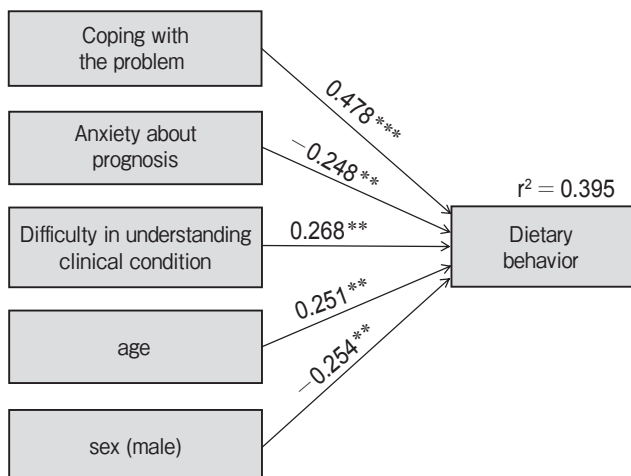 Coping with
the problem
0.478***
Anxiety about
prognosis
−0.248**
r² = 0.395
Difficulty in understanding
clinical condition
0.268**
Dietary
behavior
0.251**
age
−0.254**
sex (male)